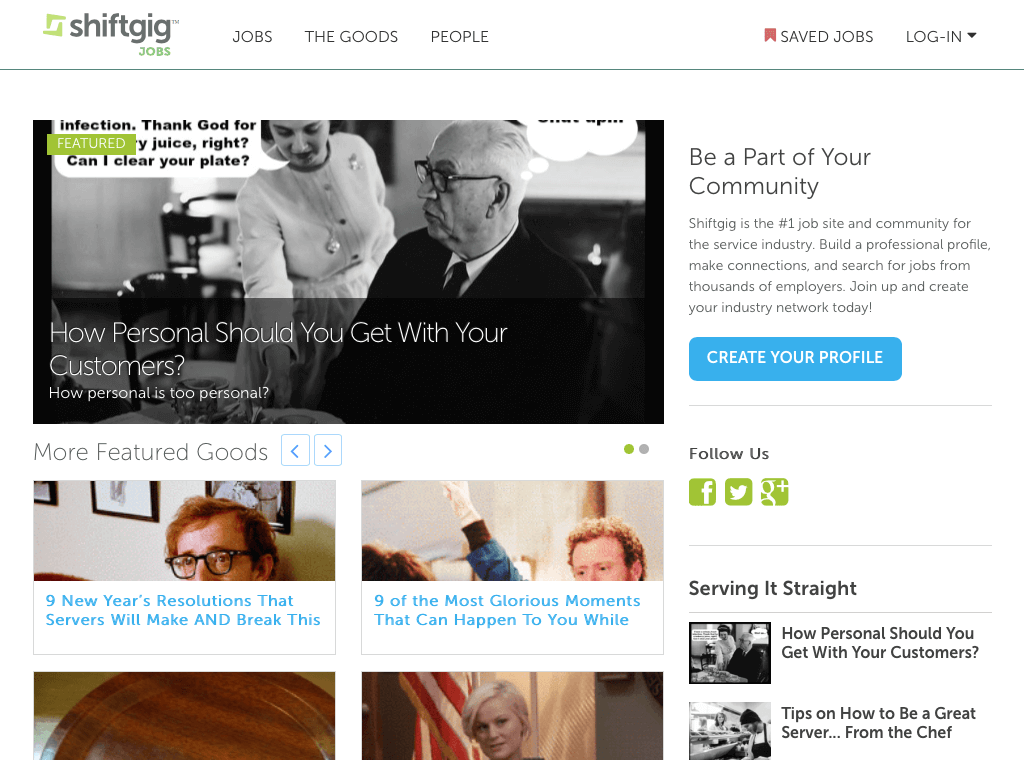 shiftgig™
JOBS
JOBS
THE GOODS
PEOPLE
SAVED JOBS
LOG-IN
infection. Thank God for
FEATURED
ry juice, right?
Can I clear your plate?
How Personal Should You Get With Your
Customers?
How personal is too personal?
More Featured Goods
9 New Year's Resolutions That
Servers Will Make AND Break This
9 of the Most Glorious Moments
That Can Happen To You While
Be a Part of Your
Community
Shiftgig is the #1 job site and community for
the service industry. Build a professional profile,
make connections, and search for jobs from
thousands of employers. Join up and create
your industry network today!
CREATE YOUR PROFILE
Follow Us
Serving It Straight
How Personal Should You
Get With Your Customers?
Tips on How to Be a Great
Server... From the Chef